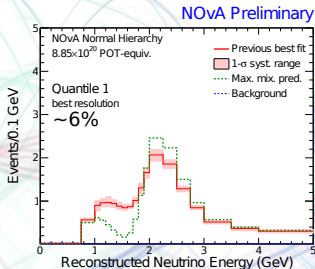 NOvA Preliminary
NOvA Normal Hierarchy
8.85×10²⁰ POT-equiv.
Previous best fit
1-σ syst. range
Max. mix. pred.
Background
Quantile 1
best resolution
~6%
Events/0.1 GeV
5
4
3
2
1
0 1 2 3 4 5
Reconstructed Neutrino Energy (GeV)